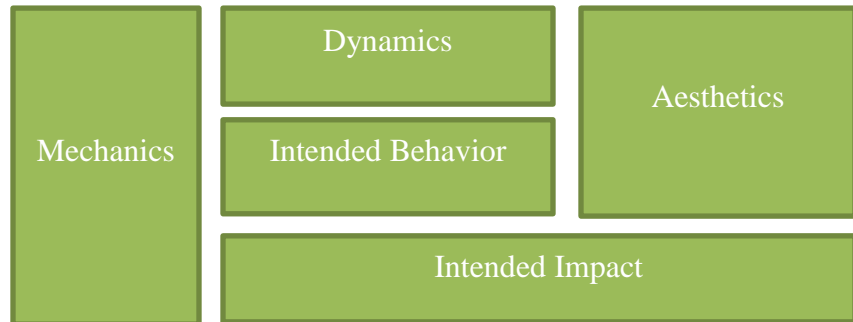 Mechanics
Dynamics
Intended Behavior
Aesthetics
Intended Impact